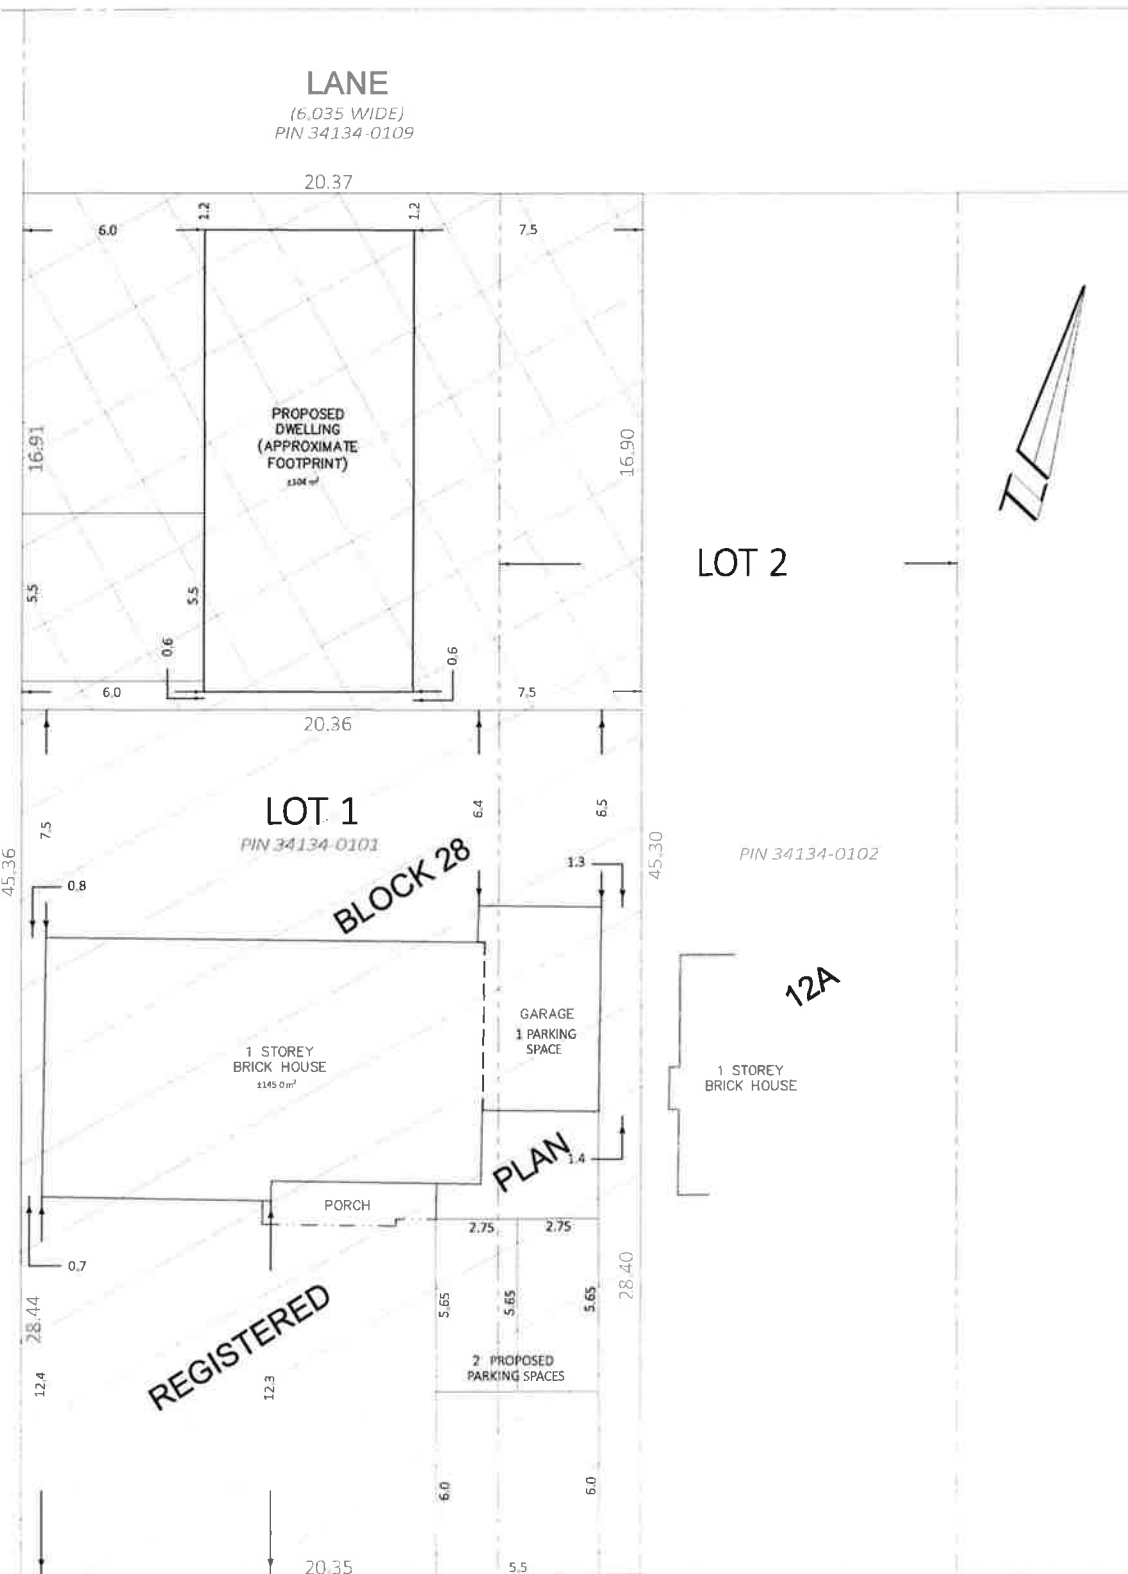 LANE
(6.035 WIDE)
PIN 34134-0109
20.37
1.2
1.2
6.0
7.5
PROPOSED
DWELLING
(APPROXIMATE
FOOTPRINT)
±104 m²
16.91
16.90
LOT 2
5.5
5.5
0.6
0.6
6.0
7.5
20.36
LOT 1
PIN 34134-0101
7.5
6.4
6.5
45.36
45.30
BLOCK 28
PIN 34134-0102
1.3
0.8
12A
GARAGE
1 PARKING
SPACE
1 STOREY
BRICK HOUSE
±145.0 m²
1 STOREY
BRICK HOUSE
PLAN
1.4
PORCH
2.75
2.75
0.7
28.44
28.40
5.65
5.65
5.65
REGISTERED
2 PROPOSED
PARKING SPACES
12.4
12.3
6.0
6.0
20.35
5.5